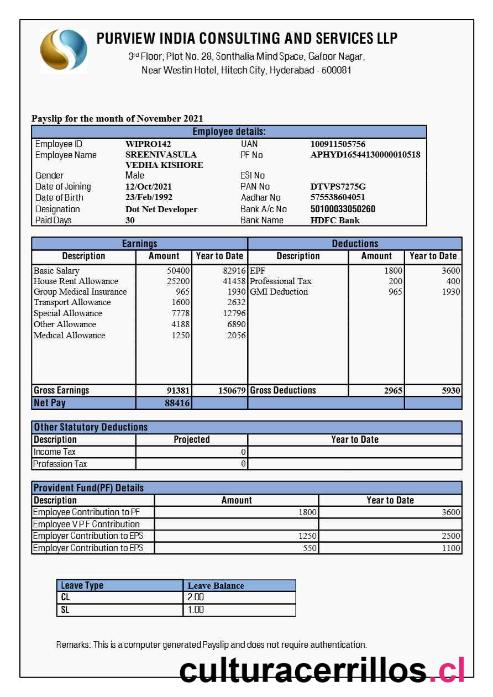 PURVIEW INDIA CONSULTING AND SERVICES LLP
3rd Floor, Plot No. 28, Sonthalia Mind Space, Gafoor Nagar,
Near Westin Hotel, Hitech City, Hyderabad - 600081
Payslip for the month of November 2021
Employee details:
Employee ID WIPRO142 UAN 100911505756
Employee Name SREENIVASULA PF No APHYD16544130000010518
VEDHA KISHORE
Gender Male ESI No
Date of Joining 12/Oct/2021 PAN No DTVPS7275G
Date of Birth 23/Feb/1992 Aadhar No 575538604051
Designation Dot Net Developer Bank A/c No 50100033050260
Paid Days 30 Bank Name HDFC Bank
Earnings Deductions
Description Amount Year to Date Description Amount Year to Date
Basic Salary 50400 82916 EPF 1800 3600
House Rent Allowance 25200 41458 Professional Tax 200 400
Group Medical Insurance 965 1930 GMI Deduction 965 1930
Transport Allowance 1600 2632
Special Allowance 7778 12796
Other Allowance 4188 6890
Medical Allowance 1250 2056
Gross Earnings 91381 150679 Gross Deductions 2965 5930
Net Pay 88416
Other Statutory Deductions
Description Projected Year to Date
Income Tax 0
Profession Tax 0
Provident Fund(PF) Details
Description Amount Year to Date
Employee Contribution to PF 1800 3600
Employee V P F Contribution
Employer Contribution to EPS 1250 2500
Employer Contribution to EPS 550 1100
Leave Type Leave Balance
CL 2.00
SL 1.00
Remarks: This is a computer generated Payslip and does not require authentication.
culturacerrillos.cl